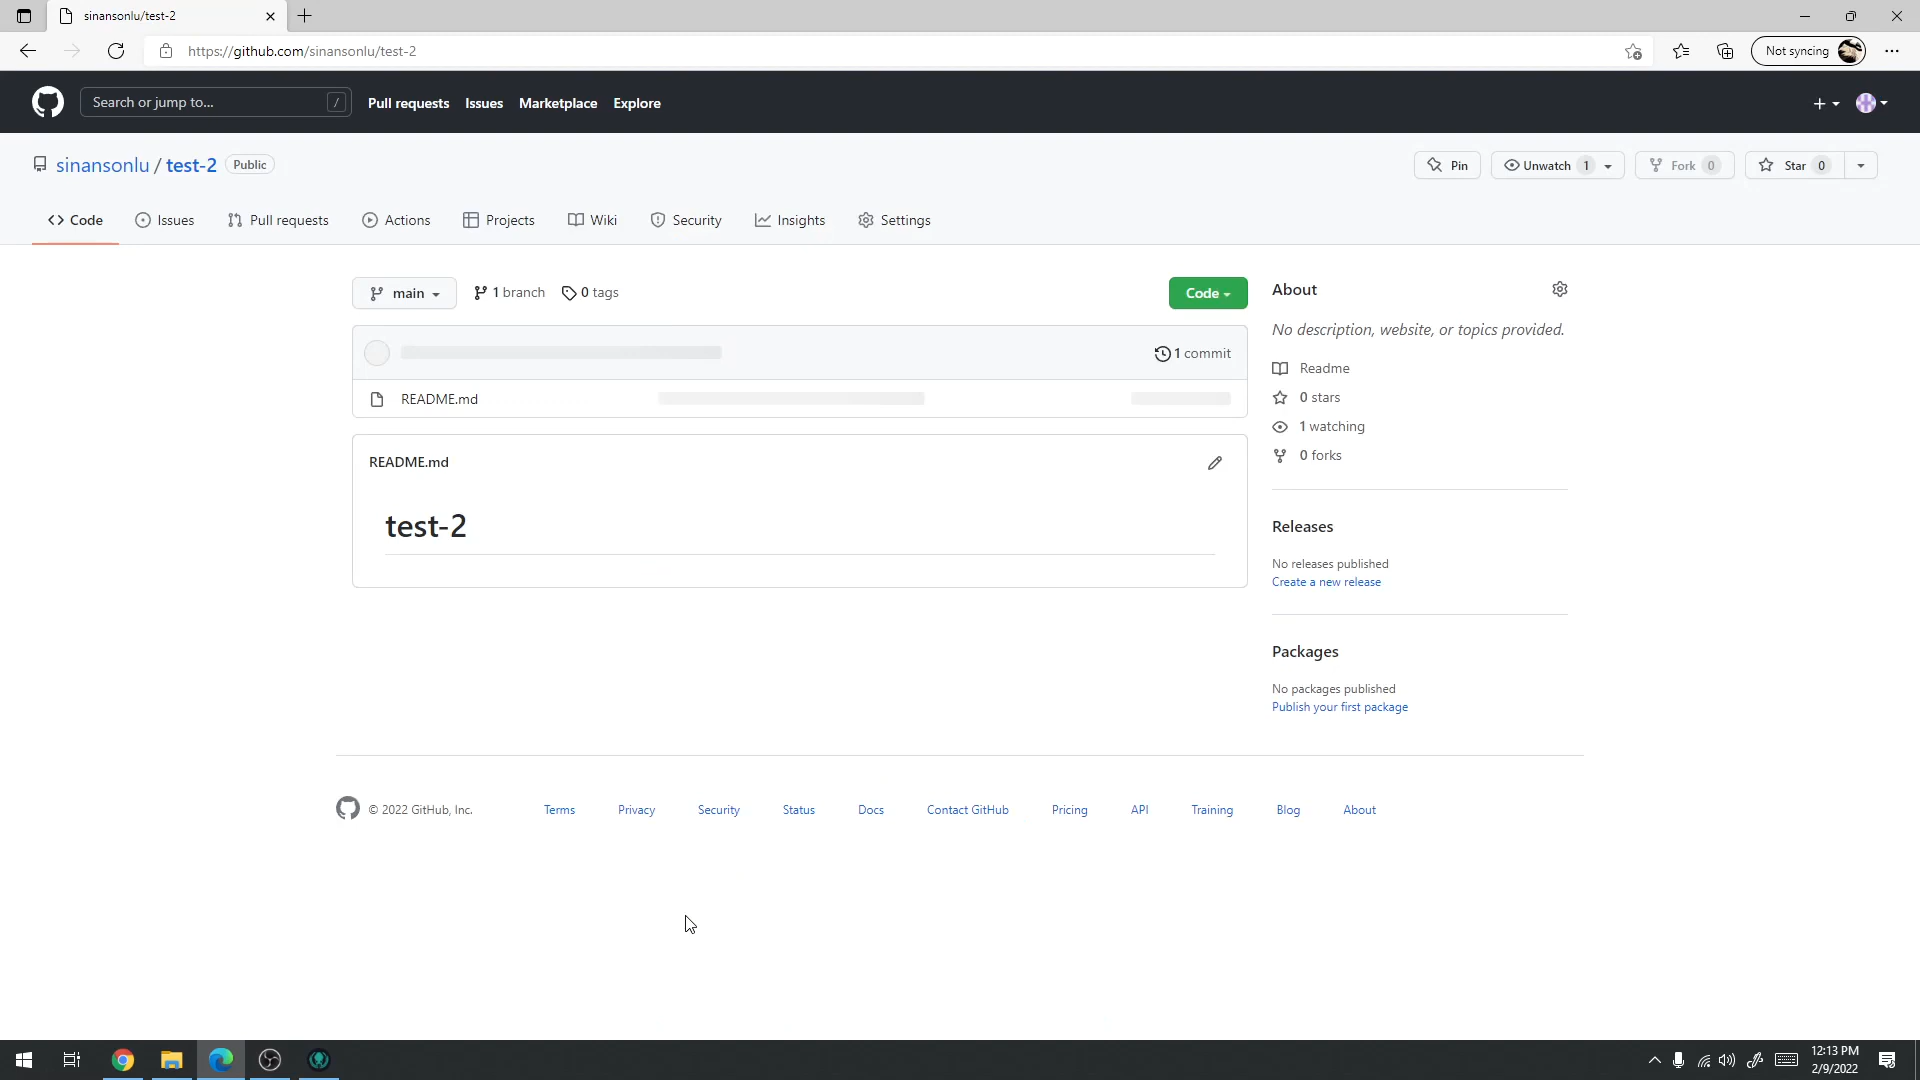 sinansonlu/test-2
https://github.com/sinansonlu/test-2
Not syncing
Search or jump to...
/
Pull requests
Issues
Marketplace
Explore
sinansonlu / test-2
Public
Pin
Unwatch 1
Fork 0
Star 0
Code
Issues
Pull requests
Actions
Projects
Wiki
Security
Insights
Settings
main
1 branch
0 tags
Code
1 commit
README.md
README.md
test-2
About
No description, website, or topics provided.
Readme
0 stars
1 watching
0 forks
Releases
No releases published
Create a new release
Packages
No packages published
Publish your first package
© 2022 GitHub, Inc.
Terms
Privacy
Security
Status
Docs
Contact GitHub
Pricing
API
Training
Blog
About
12:13 PM
2/9/2022